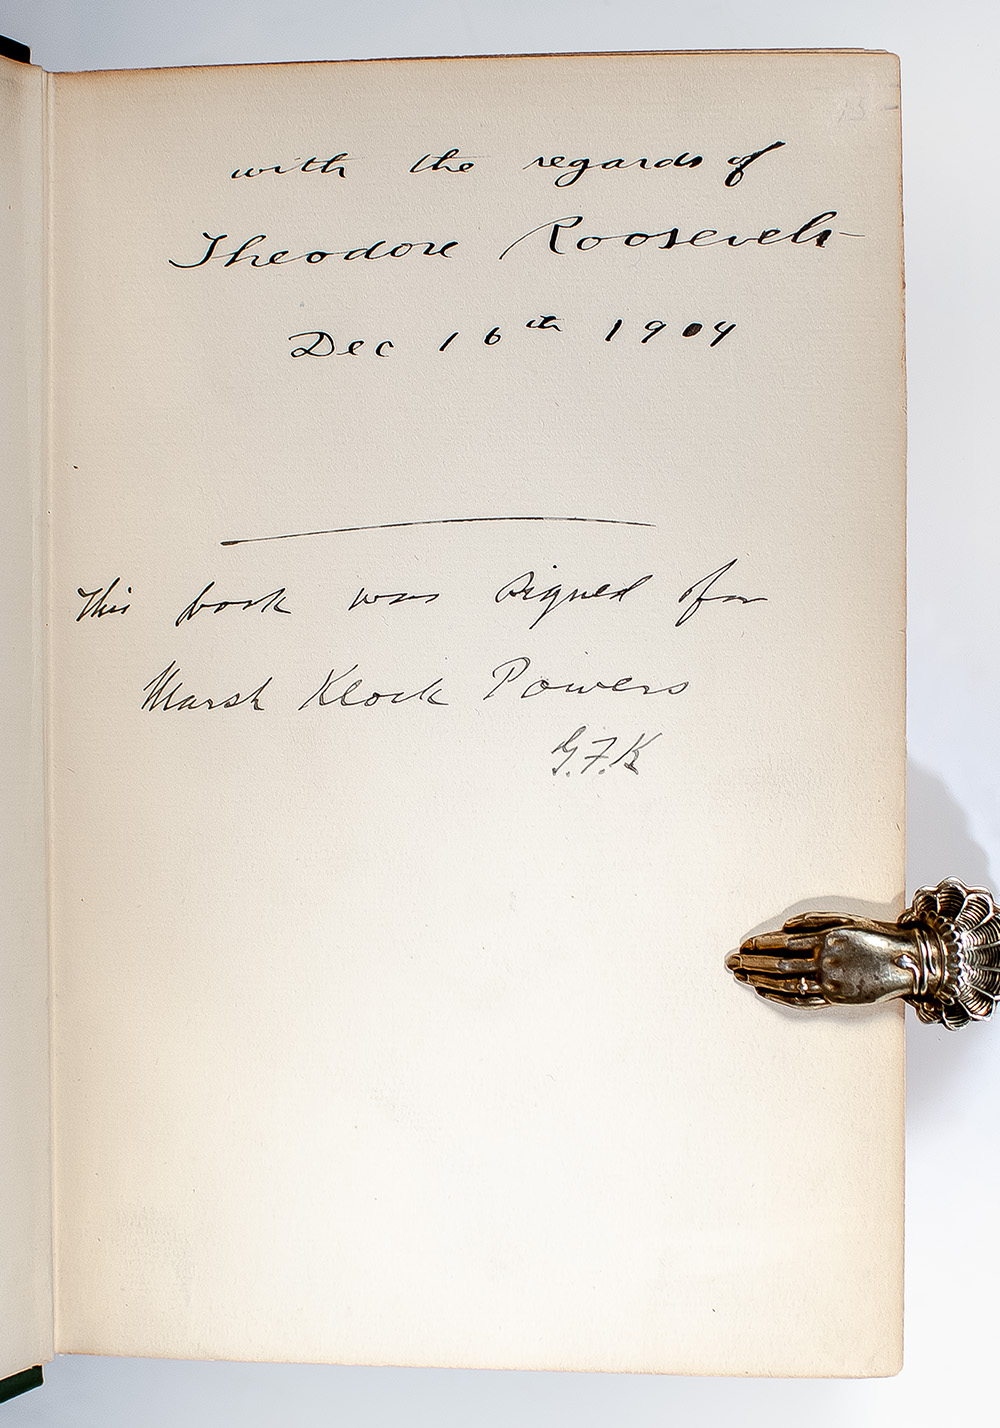 with the regards of
Theodore Roosevelt
Dec 16th 1904
This book was signed for
Marsh Klock Powers
G.F.K